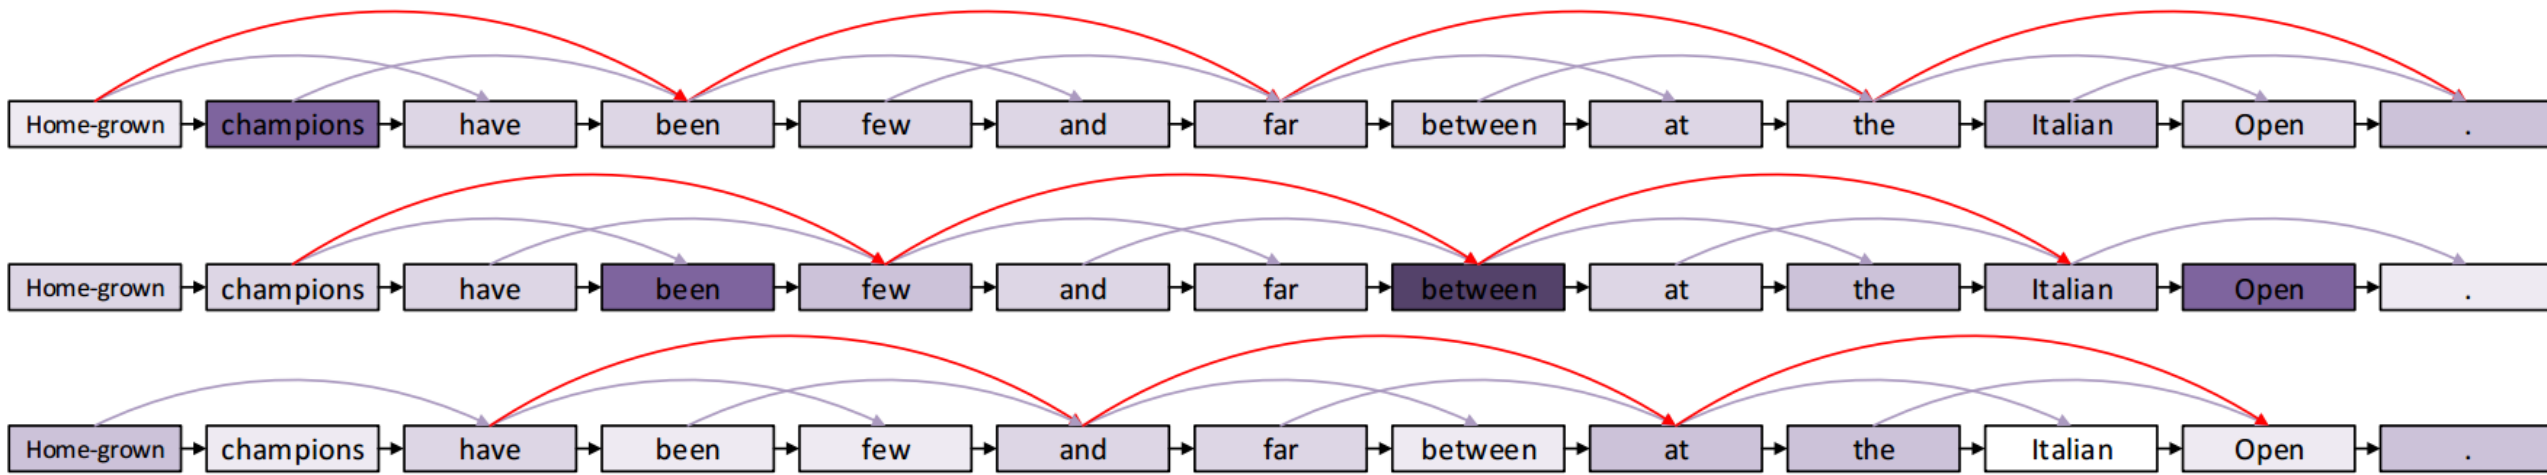 Home-grown champions have been few and far between at the Italian Open .
Home-grown champions have been few and far between at the Italian Open .
Home-grown champions have been few and far between at the Italian Open .